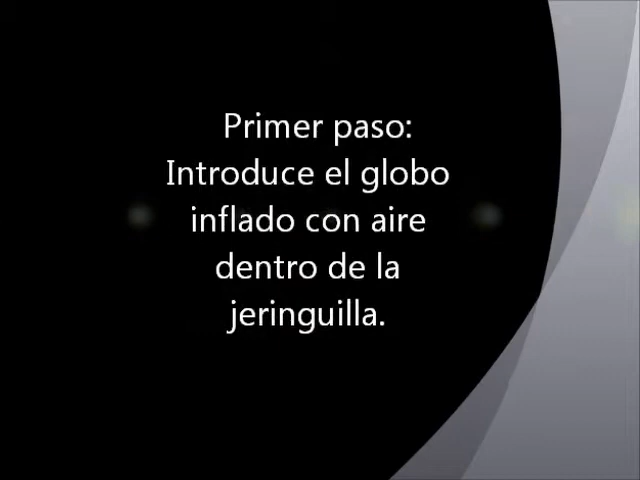 Primer paso:
Introduce el globo
inflado con aire
dentro de la
jeringuilla.